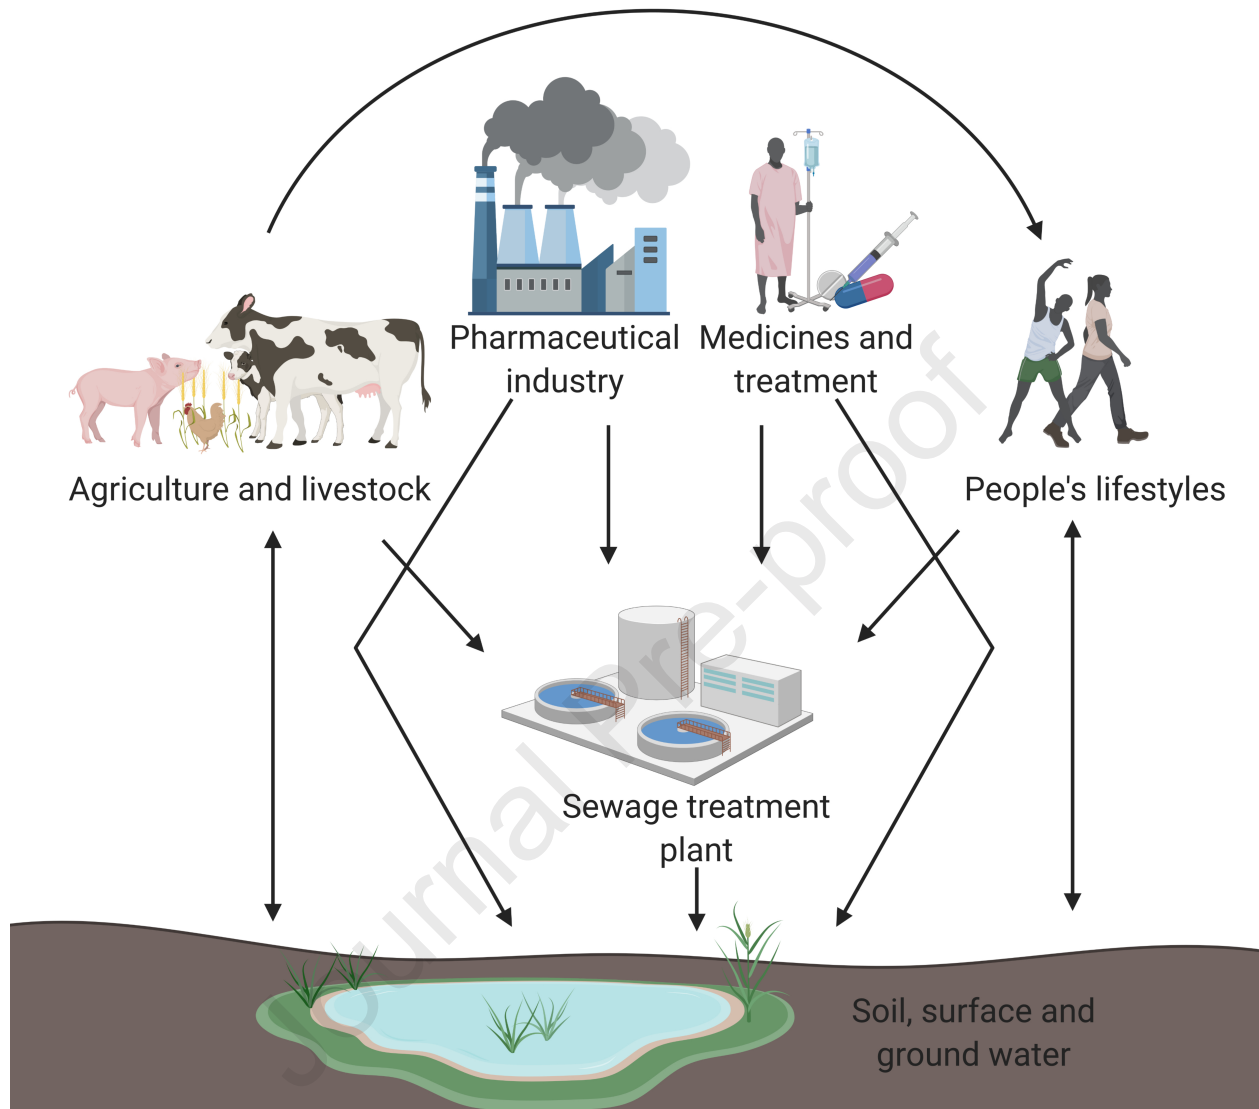 Pharmaceutical
industry
Medicines and
treatment
Agriculture and livestock
People's lifestyles
Sewage treatment
plant
Soil, surface and
ground water
Journal Pre-proof